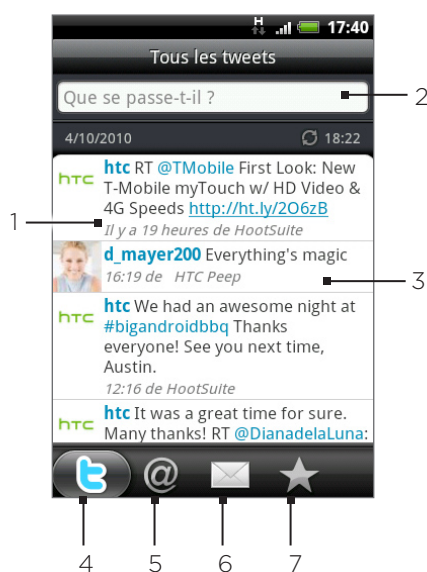 H 17:40
Tous les tweets
Que se passe-t-il ?
2
4/10/2010 18:22
hTC
htc RT @TMobile First Look: New
T-Mobile myTouch w/ HD Video &
4G Speeds http://ht.ly/2O6zB
1
Il y a 19 heures de HootSuite
d_mayer200 Everything's magic
16:19 de HTC Peep
3
hTC
htc We had an awesome night at
#bigandroidbbq Thanks
everyone! See you next time,
Austin.
12:16 de HootSuite
hTC
htc It was a great time for sure.
Many thanks! RT @DianadelaLuna:
t @
4 5 6 7